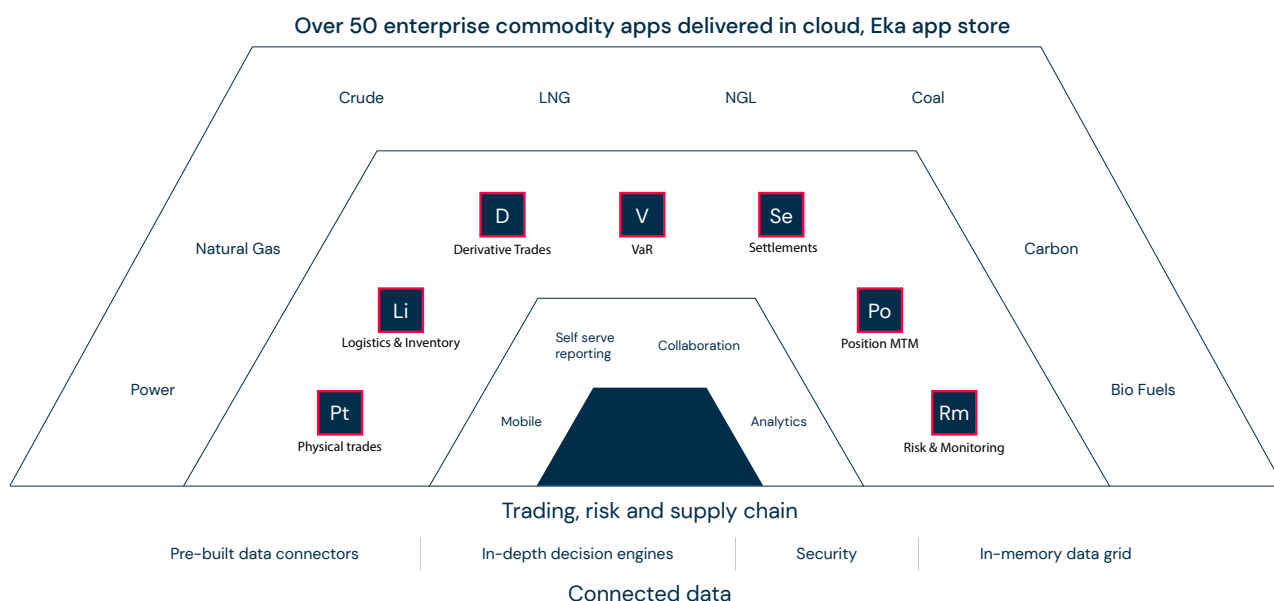 Over 50 enterprise commodity apps delivered in cloud, Eka app store
Crude
LNG
NGL
Coal
D
Derivative Trades
V
VaR
Se
Settlements
Natural Gas
Carbon
Li
Logistics & Inventory
Po
Position MTM
Self serve
reporting
Collaboration
Power
Bio Fuels
Pt
Physical trades
Mobile
Analytics
Rm
Risk & Monitoring
Trading, risk and supply chain
Pre-built data connectors
In-depth decision engines
Security
In-memory data grid
Connected data